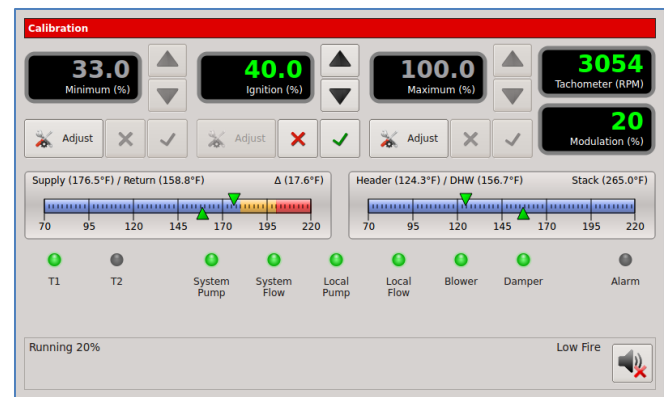 Calibration
33.0
Minimum (%)
40.0
Ignition (%)
100.0
Maximum (%)
3054
Tachometer (RPM)
20
Modulation (%)
Adjust
Adjust
Adjust
Supply (176.5°F) / Return (158.8°F) Δ (17.6°F)
70 95 120 145 170 195 220
Header (124.3°F) / DHW (156.7°F) Stack (265.0°F)
70 95 120 145 170 195 220
T1
T2
System
Pump
System
Flow
Local
Pump
Local
Flow
Blower
Damper
Alarm
Running 20%
Low Fire